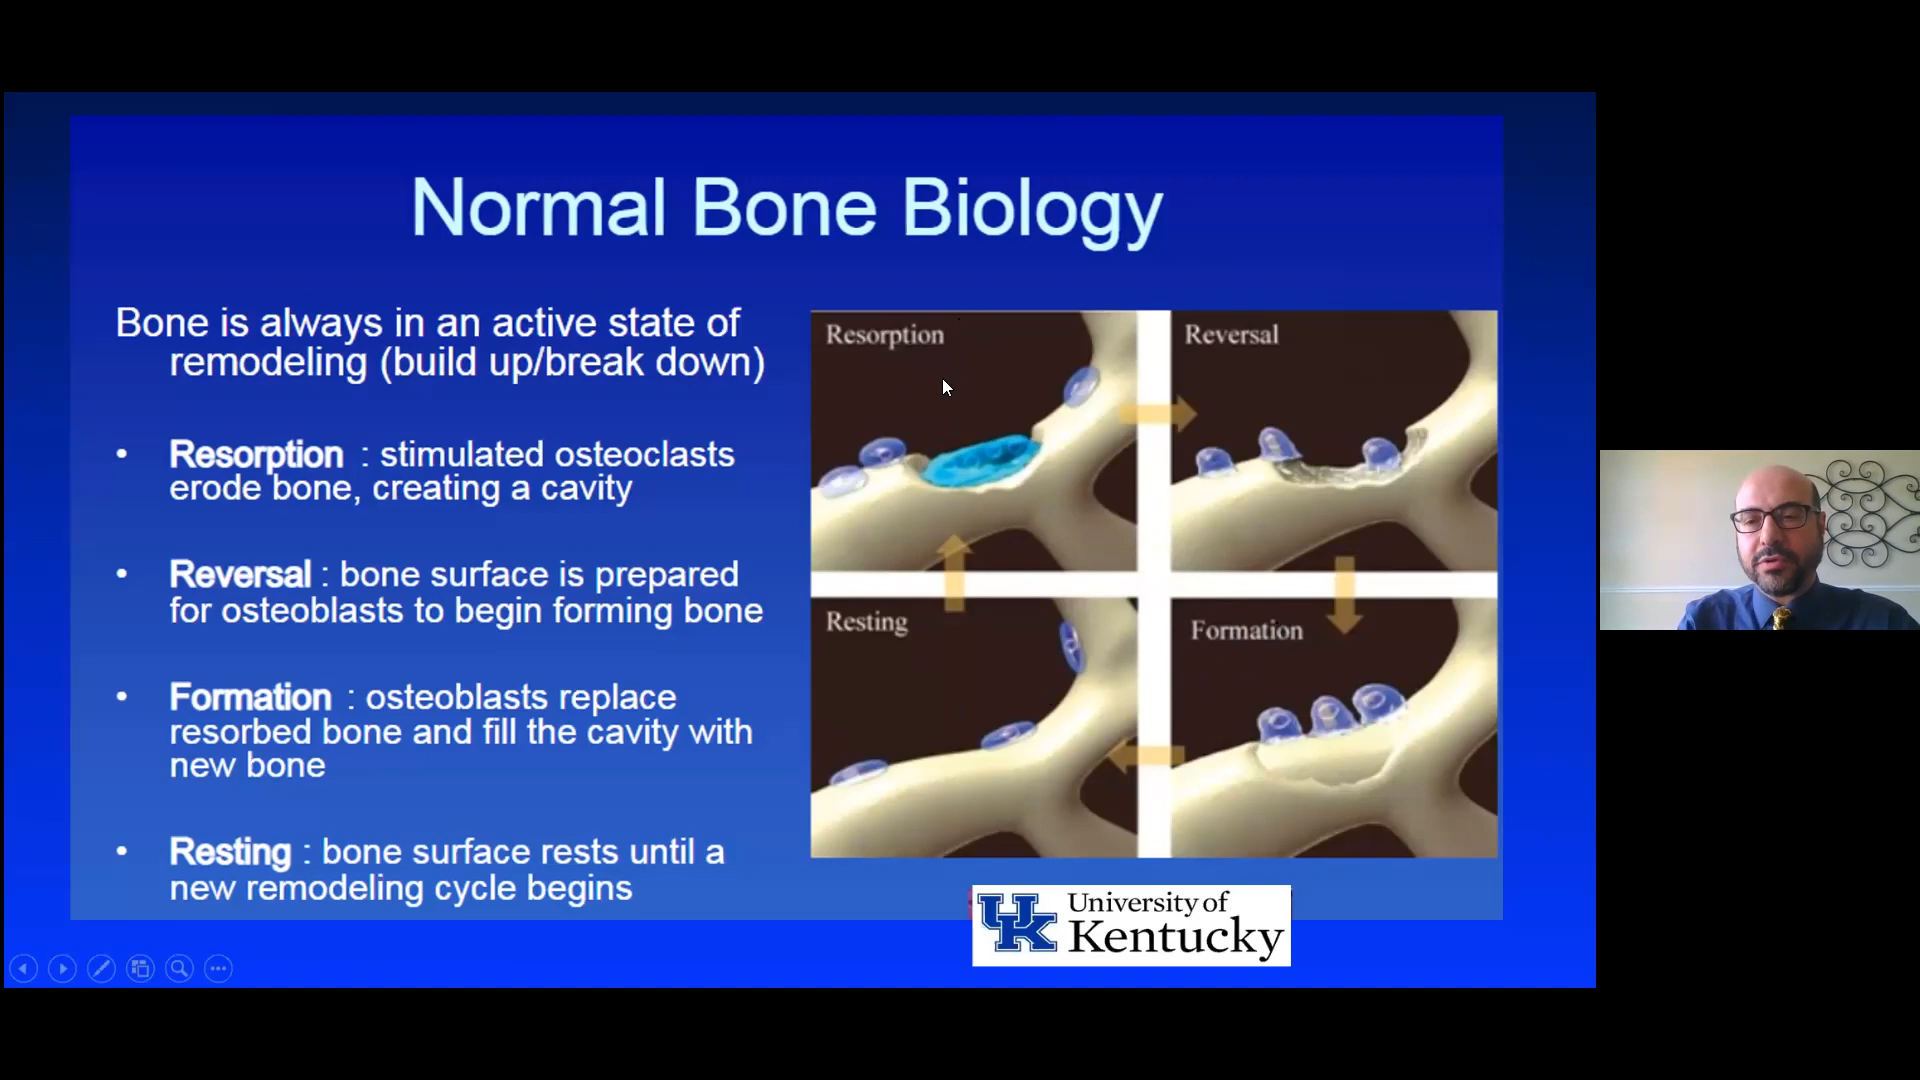 Normal Bone Biology
Bone is always in an active state of
remodeling (build up/break down)
• Resorption : stimulated osteoclasts
erode bone, creating a cavity
• Reversal : bone surface is prepared
for osteoblasts to begin forming bone
• Formation : osteoblasts replace
resorbed bone and fill the cavity with
new bone
• Resting : bone surface rests until a
new remodeling cycle begins
Resorption
Reversal
Resting
Formation
UK
University of
Kentucky